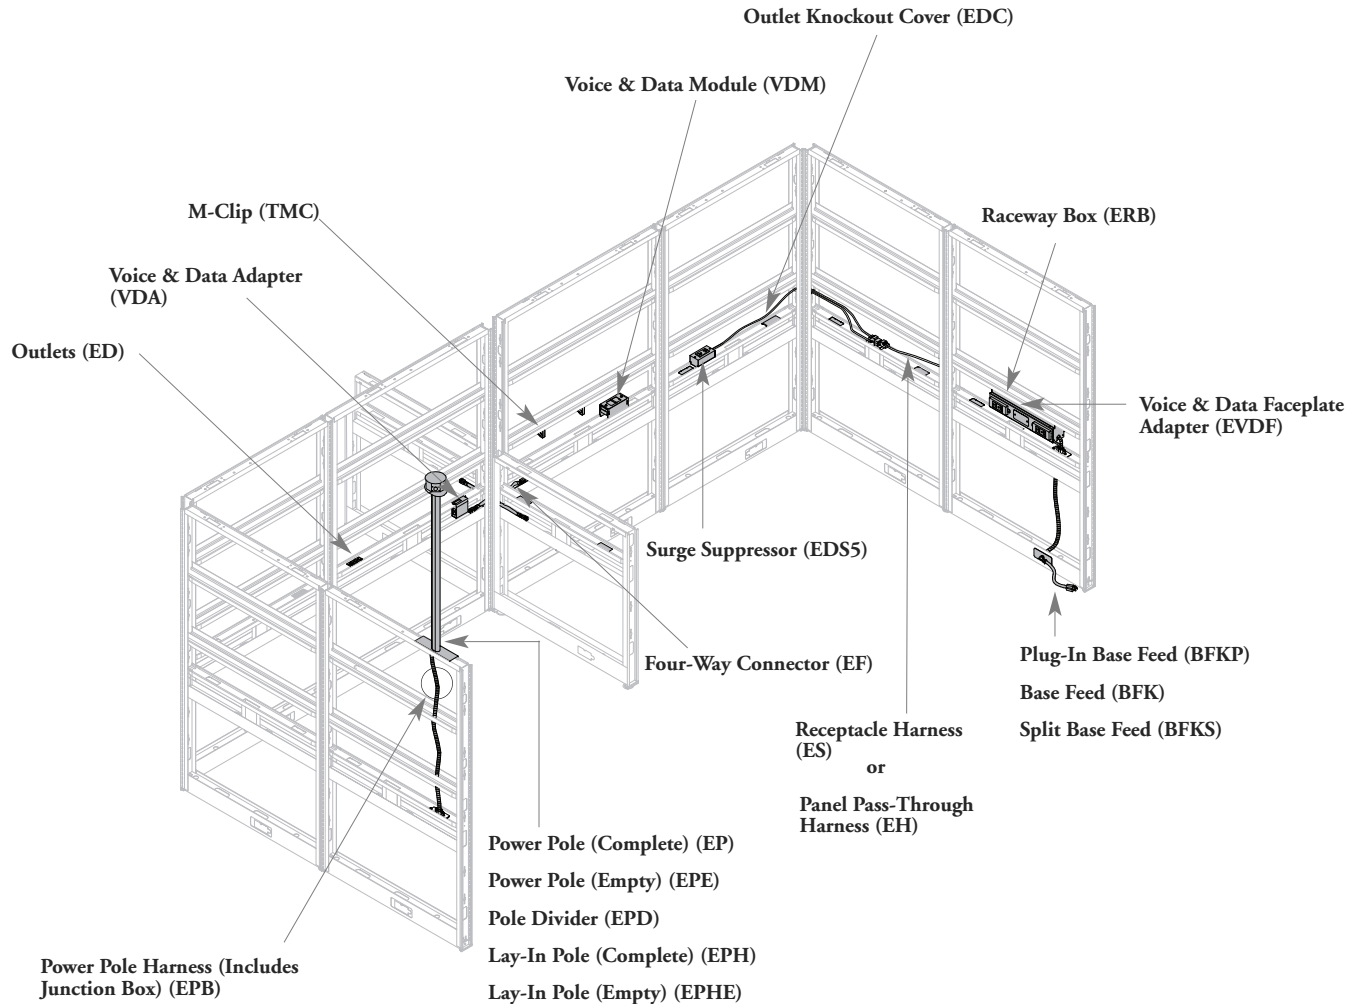 Outlet Knockout Cover (EDC)
Voice & Data Module (VDM)
M-Clip (TMC)
Raceway Box (ERB)
Voice & Data Adapter
(VDA)
Outlets (ED)
Voice & Data Faceplate
Adapter (EVDF)
Surge Suppressor (EDS5)
Four-Way Connector (EF)
Plug-In Base Feed (BFKP)
Base Feed (BFK)
Split Base Feed (BFKS)
Receptacle Harness
(ES)
or
Panel Pass-Through
Harness (EH)
Power Pole (Complete) (EP)
Power Pole (Empty) (EPE)
Pole Divider (EPD)
Lay-In Pole (Complete) (EPH)
Lay-In Pole (Empty) (EPHE)
Power Pole Harness (Includes
Junction Box) (EPB)